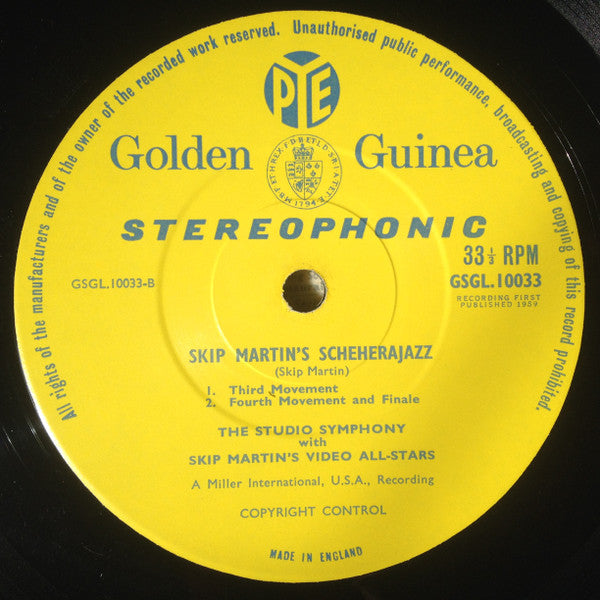 All rights of the manufacturers and of the owner of the recorded work reserved. Unauthorised public performance, broadcasting and copying of this record prohibited.
PYE
Golden Guinea
1794
STEREOPHONIC
33 1/3 RPM
GSGL.10033-B
GSGL.10033
RECORDING FIRST
PUBLISHED 1959
SKIP MARTIN'S SCHEHERAJAZZ
(Skip Martin)
1. Third Movement
2. Fourth Movement and Finale
THE STUDIO SYMPHONY
with
SKIP MARTIN'S VIDEO ALL-STARS
A Miller International, U.S.A., Recording
COPYRIGHT CONTROL
MADE IN ENGLAND